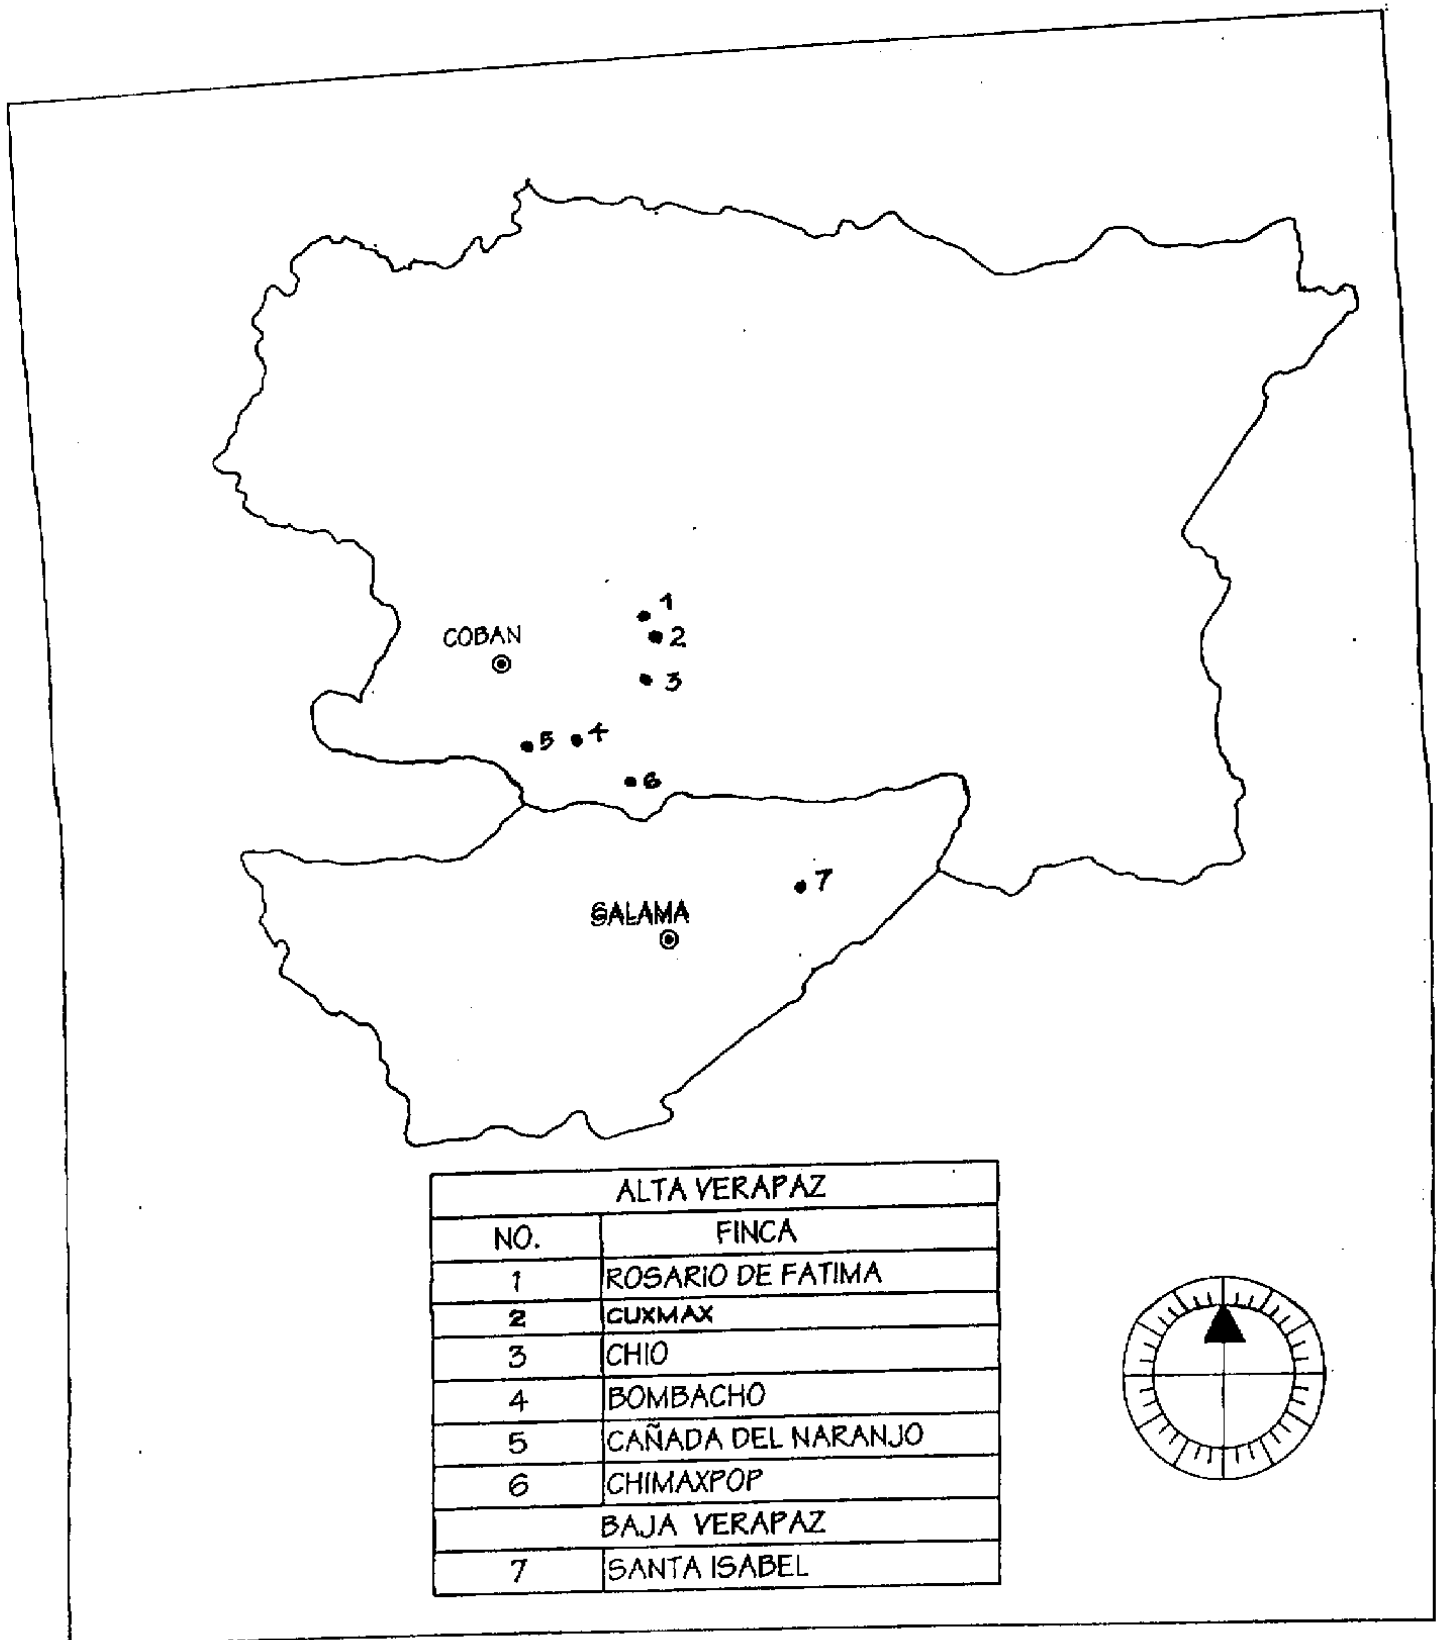 1
COBAN
2
3
5 4
6
7
SALAMA
ALTA VERAPAZ
NO. FINCA
1 ROSARIO DE FATIMA
2 CUXMAX
3 CHIO
4 BOMBACHO
5 CAÑADA DEL NARANJO
6 CHIMAXPOP
BAJA VERAPAZ
7 SANTA ISABEL